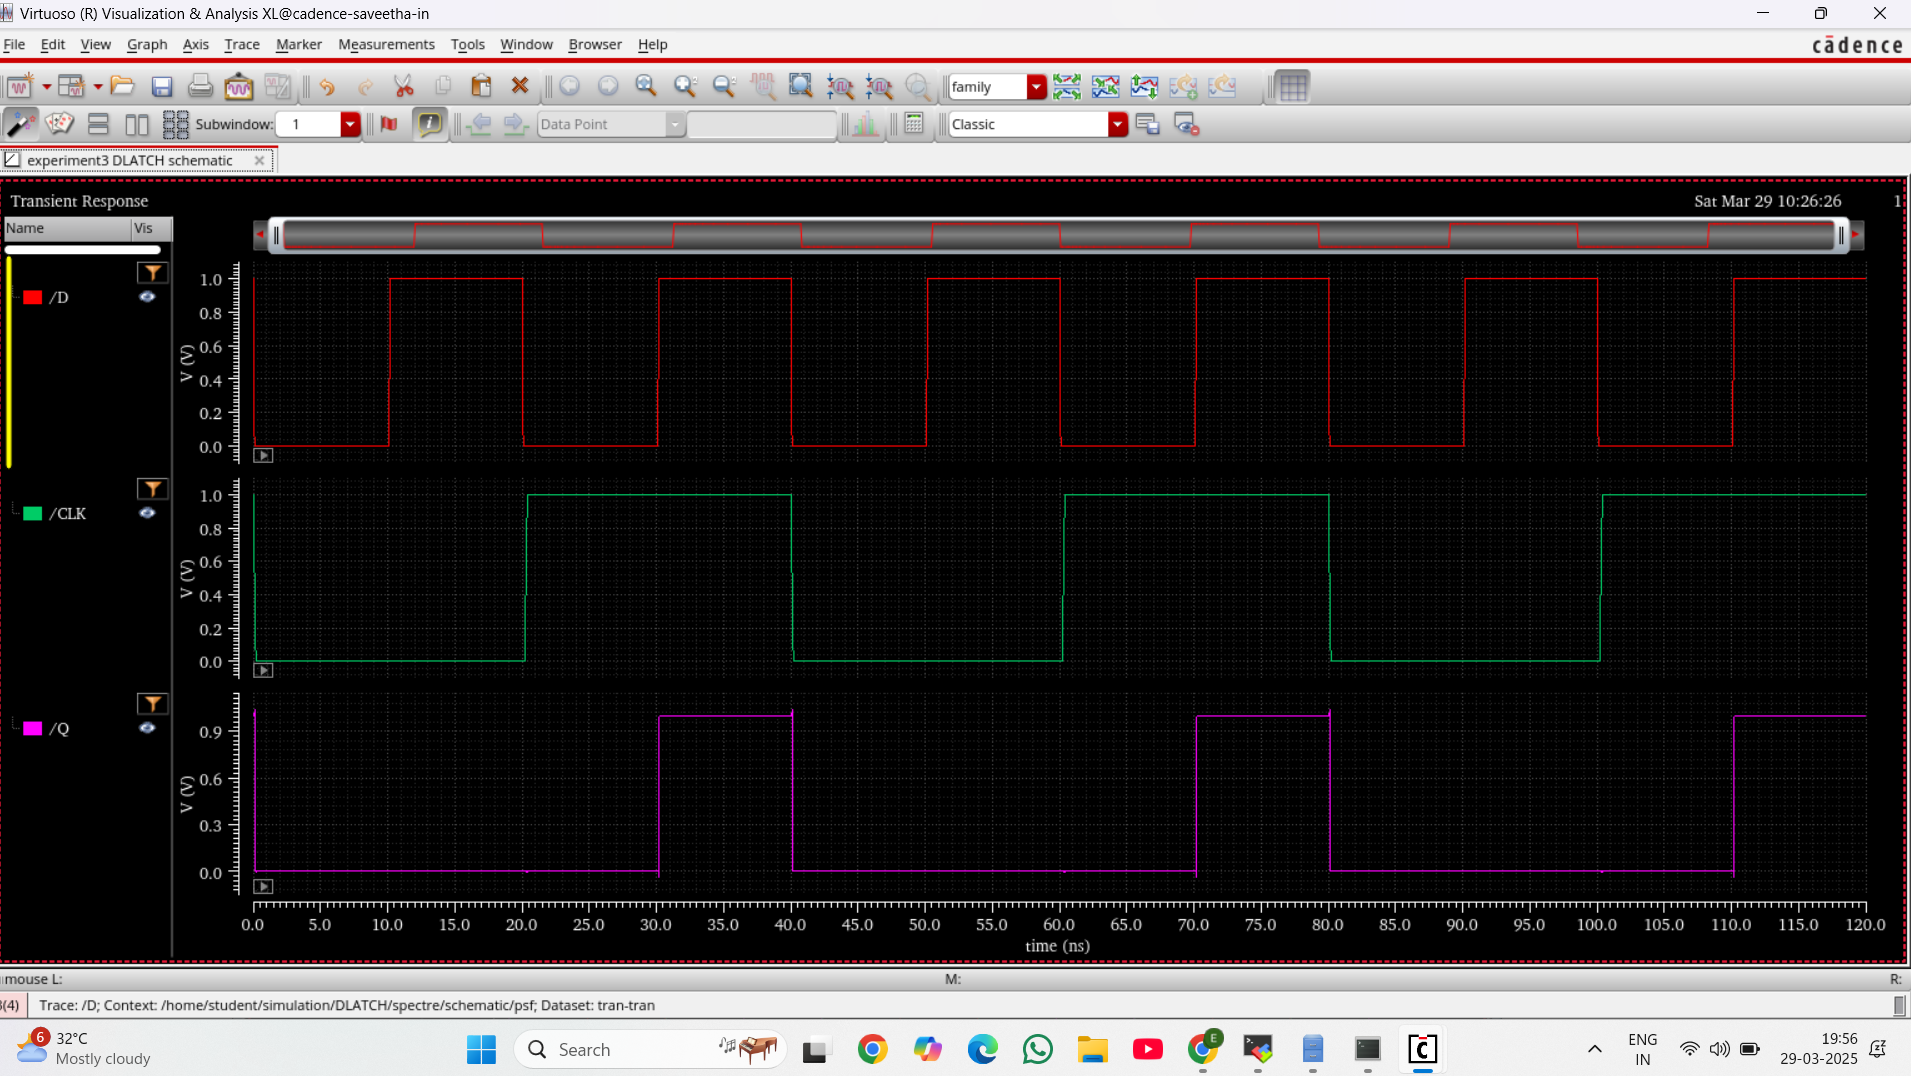 Virtuoso (R) Visualization & Analysis XL@cadence-saveetha-in
File Edit View Graph Axis Trace Marker Measurements Tools Window Browser Help
cādence
family
Subwindow: 1
Data Point
Classic
experiment3 DLATCH schematic
Transient Response
Sat Mar 29 10:26:26 1
Name Vis
/D
V (V)
1.0
0.8
0.6
0.4
0.2
0.0
/CLK
V (V)
1.0
0.8
0.6
0.4
0.2
0.0
/Q
V (V)
0.9
0.6
0.3
0.0
0.0 5.0 10.0 15.0 20.0 25.0 30.0 35.0 40.0 45.0 50.0 55.0 60.0 65.0 70.0 75.0 80.0 85.0 90.0 95.0 100.0 105.0 110.0 115.0 120.0
time (ns)
mouse L: M: R:
3(4) Trace: /D; Context: /home/student/simulation/DLATCH/spectre/schematic/psf; Dataset: tran-tran
6 32°C
Mostly cloudy
Search
E
ENG
IN
19:56
29-03-2025